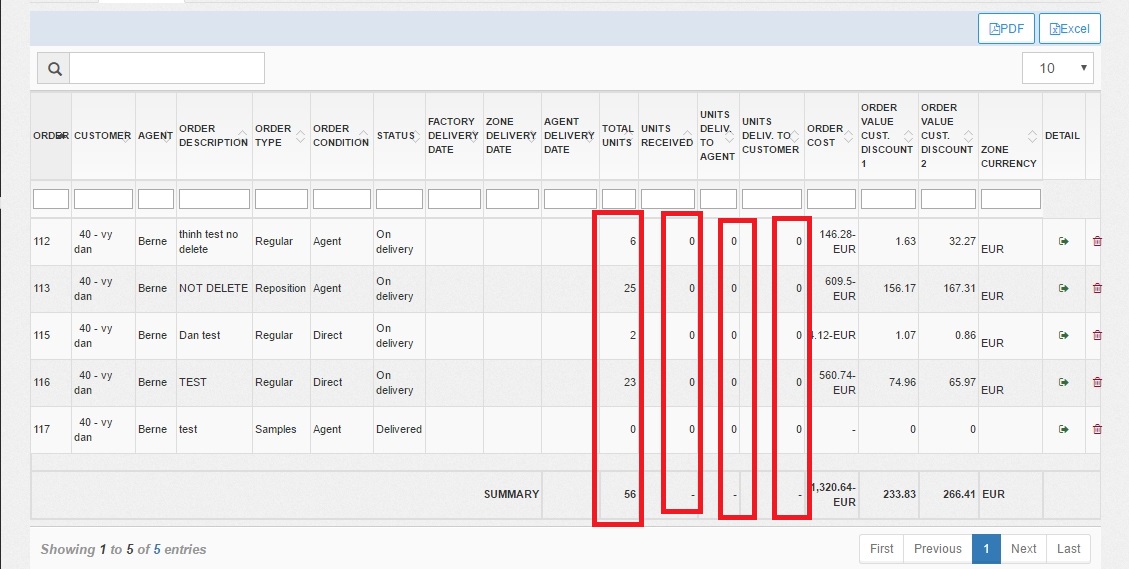 PDF Excel
10
ORDER CUSTOMER AGENT ORDER DESCRIPTION ORDER TYPE ORDER CONDITION STATUS FACTORY DELIVERY DATE ZONE DELIVERY DATE AGENT DELIVERY DATE TOTAL UNITS UNITS RECEIVED UNITS DELIV. TO AGENT UNITS DELIV. TO CUSTOMER ORDER COST ORDER VALUE CUST. DISCOUNT 1 ORDER VALUE CUST. DISCOUNT 2 ZONE CURRENCY DETAIL
112 40 - vy dan Berne thinh test no delete Regular Agent On delivery 6 0 0 0 146.28- EUR 1.63 32.27 EUR
113 40 - vy dan Berne NOT DELETE Reposition Agent On delivery 25 0 0 0 609.5- EUR 156.17 167.31 EUR
115 40 - vy dan Berne Dan test Regular Direct On delivery 2 0 0 0 .12-EUR 1.07 0.86 EUR
116 40 - vy dan Berne TEST Regular Direct On delivery 23 0 0 0 560.74- EUR 74.96 65.97 EUR
117 40 - vy dan Berne test Samples Agent Delivered 0 0 0 0 - 0 0
SUMMARY 56 - - - 1,320.64- EUR 233.83 266.41 EUR
Showing 1 to 5 of 5 entries
First Previous 1 Next Last